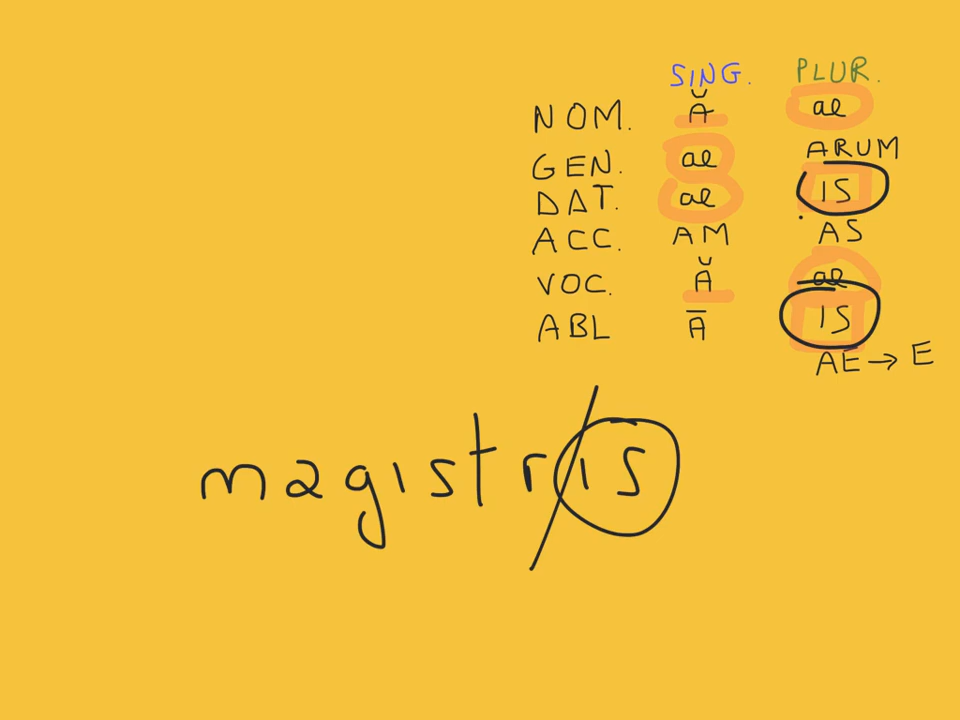 SING. PLUR.
NOM. Ă ae
GEN. ae ARUM
DAT. ae IS
ACC. AM AS
VOC. Ă ae
ABL Ā IS
AE → E
magistr/is